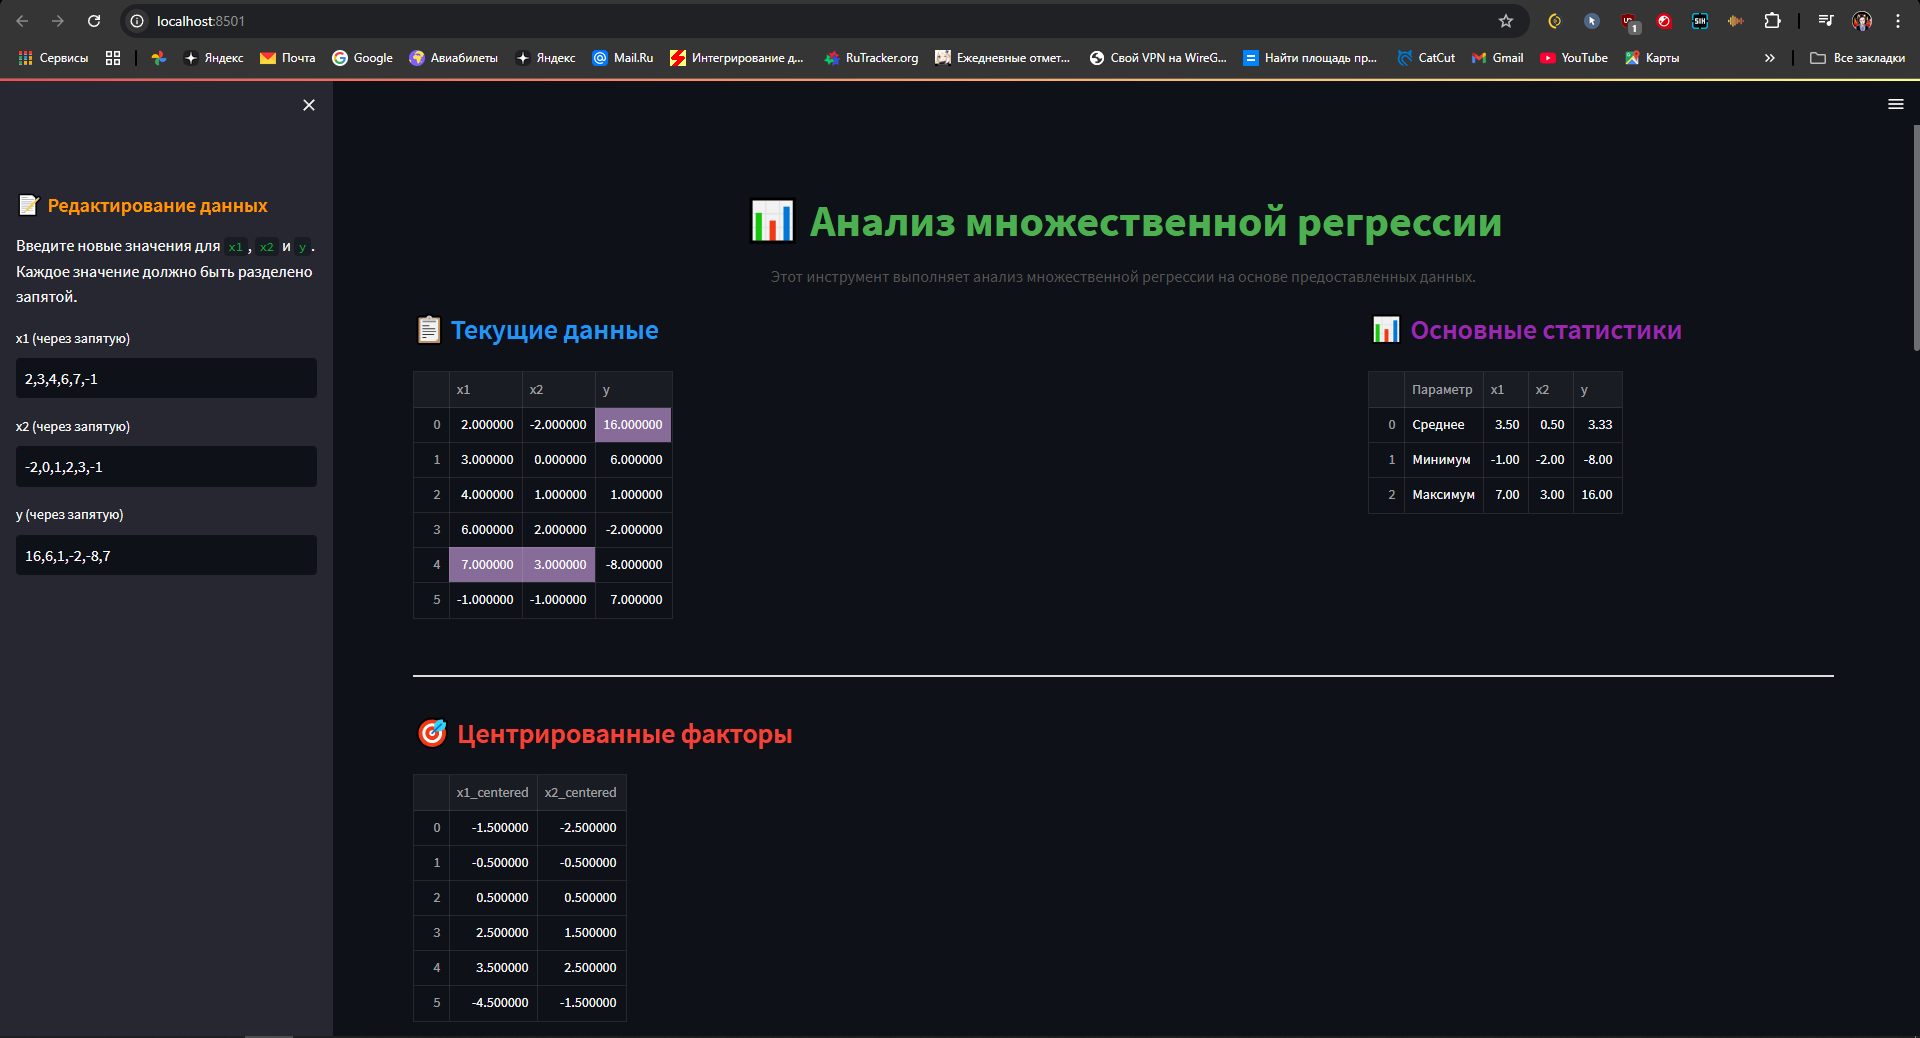 localhost:8501
Сервисы
Яндекс
Почта
Google
Авиабилеты
Яндекс
Mail.Ru
Интегрирование д...
RuTracker.org
Ежедневные отмет...
Свой VPN на WireG...
Найти площадь пр...
CatCut
Gmail
YouTube
Карты
Все закладки
Редактирование данных
Введите новые значения для x1, x2 и y.
Каждое значение должно быть разделено
запятой.
x1 (через запятую)
2,3,4,6,7,-1
x2 (через запятую)
-2,0,1,2,3,-1
y (через запятую)
16,6,1,-2,-8,7
Анализ множественной регрессии
Этот инструмент выполняет анализ множественной регрессии на основе предоставленных данных.
Текущие данные
x1 x2 y
0 2.000000 -2.000000 16.000000
1 3.000000 0.000000 6.000000
2 4.000000 1.000000 1.000000
3 6.000000 2.000000 -2.000000
4 7.000000 3.000000 -8.000000
5 -1.000000 -1.000000 7.000000
Основные статистики
Параметр x1 x2 y
0 Среднее 3.50 0.50 3.33
1 Минимум -1.00 -2.00 -8.00
2 Максимум 7.00 3.00 16.00
Центрированные факторы
x1_centered x2_centered
0 -1.500000 -2.500000
1 -0.500000 -0.500000
2 0.500000 0.500000
3 2.500000 1.500000
4 3.500000 2.500000
5 -4.500000 -1.500000